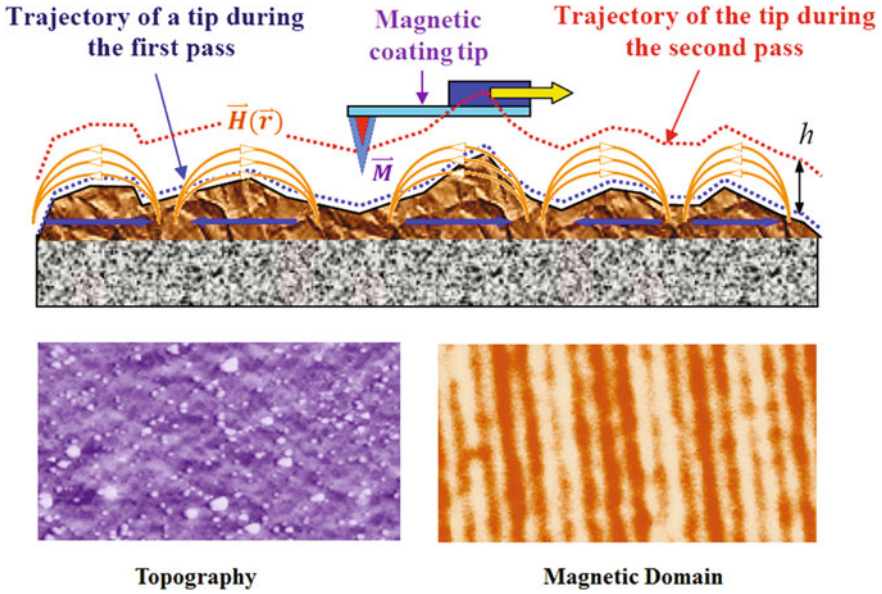 Trajectory of a tip during
the first pass
Magnetic
coating tip
Trajectory of the tip during
the second pass
H(r)
M
h
Topography
Magnetic Domain